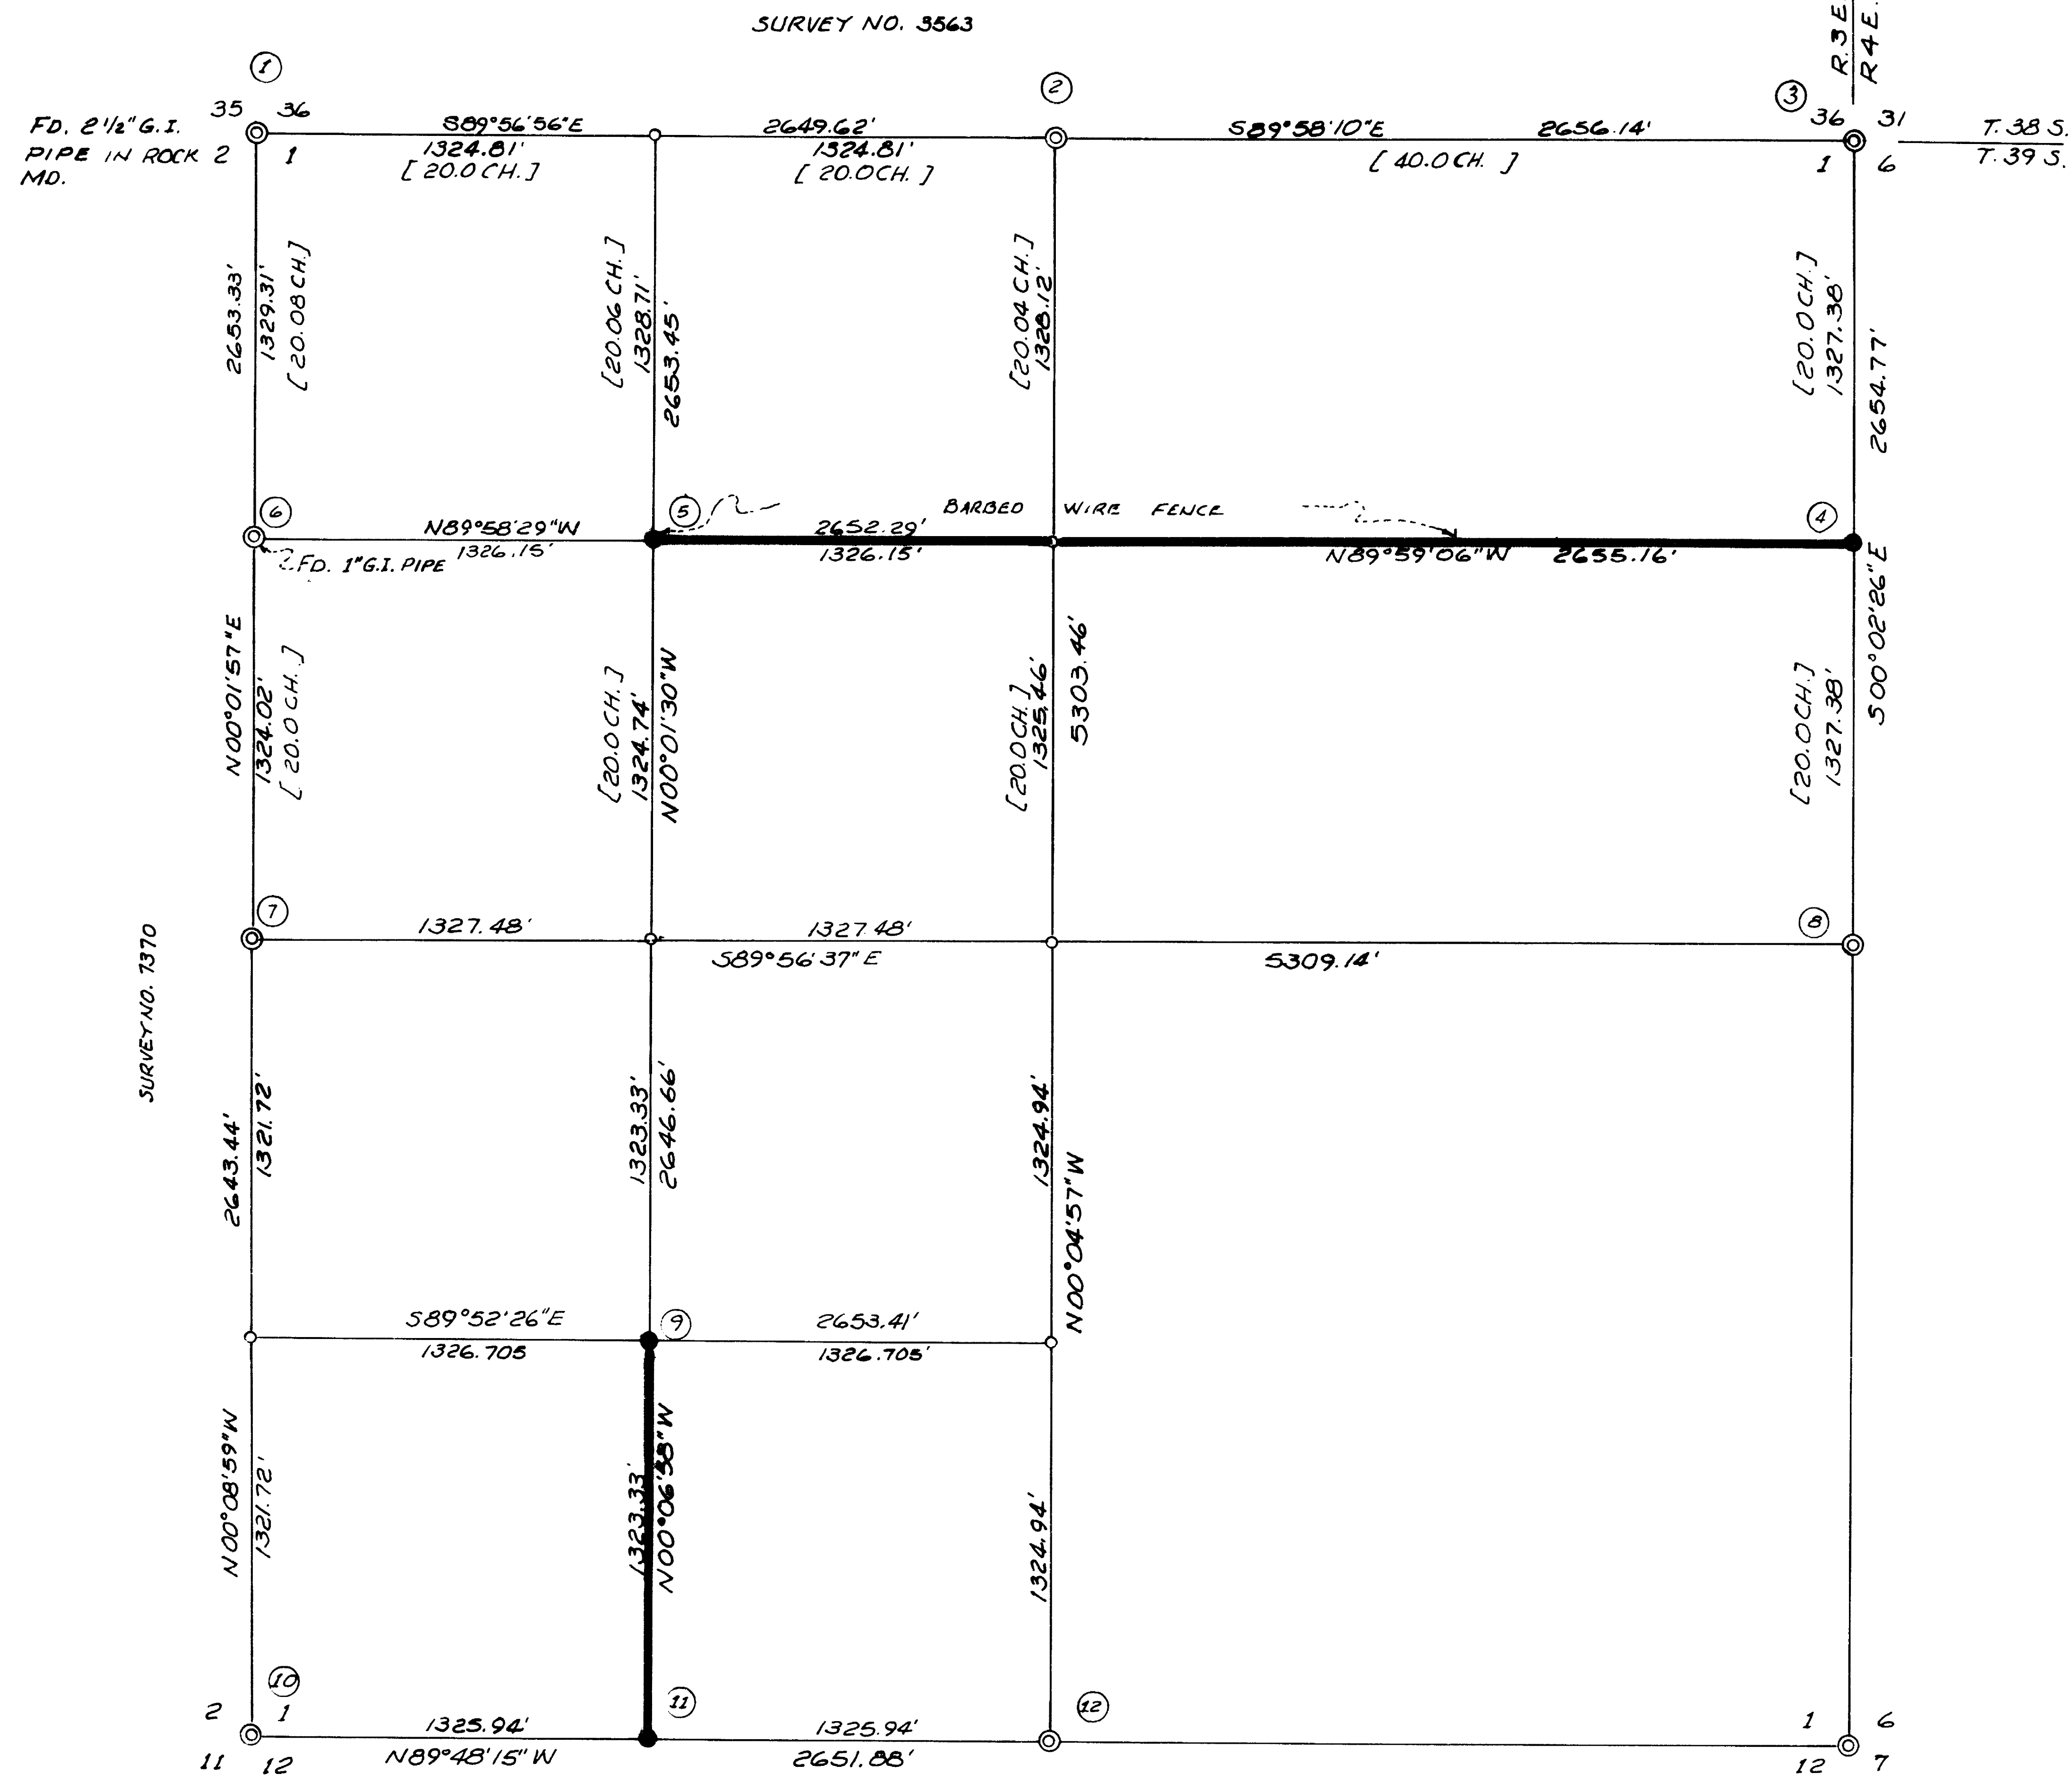 SURVEY NO. 3563
R.3 E.
R.4 E.
1
2
3
35 36
36 31
FD. 2 1/2" G.I.
PIPE IN ROCK 2 1
MD.
S89°56'56"E 2649.62'
1324.81' 1324.81'
[ 20.0 CH. ] [ 20.0 CH. ]
S89°58'10"E 2656.14'
[ 40.0 CH. ]
1 6
T. 38 S.
T. 39 S.
2653.33'
1329.31'
[ 20.08 CH. ]
[20.06 CH. ]
1328.71'
2653.45'
[20.04 CH. ]
1328.12'
[20.0 CH. ]
1327.38'
2654.77'
6
5
4
BARBED WIRE FENCE
N89°58'29"W
1326.15'
2652.29'
1326.15'
N89°59'06"W 2655.16'
FD. 1" G.I. PIPE
N00°01'57"E
1324.02'
[ 20.0 CH. ]
[20.0 CH. ]
1324.74'
N00°01'30"W
[20.0 CH. ]
1325.46'
5303.46'
[20.0 CH.]
1327.38'
S00°02'26"E
7
8
1327.48' 1327.48'
S89°56'37"E 5309.14'
SURVEY NO. 7370
2643.44'
1321.72'
1323.33'
2646.66'
1324.94'
N00°04'57"W
S89°52'26"E 2653.41'
1326.705 1326.705'
9
N00°08'59"W
1321.72'
1323.33'
N00°06'58"W
1324.94'
10
11
12
2 1
11 12
1325.94' 1325.94'
N89°48'15"W 2651.88'
1 6
12 7